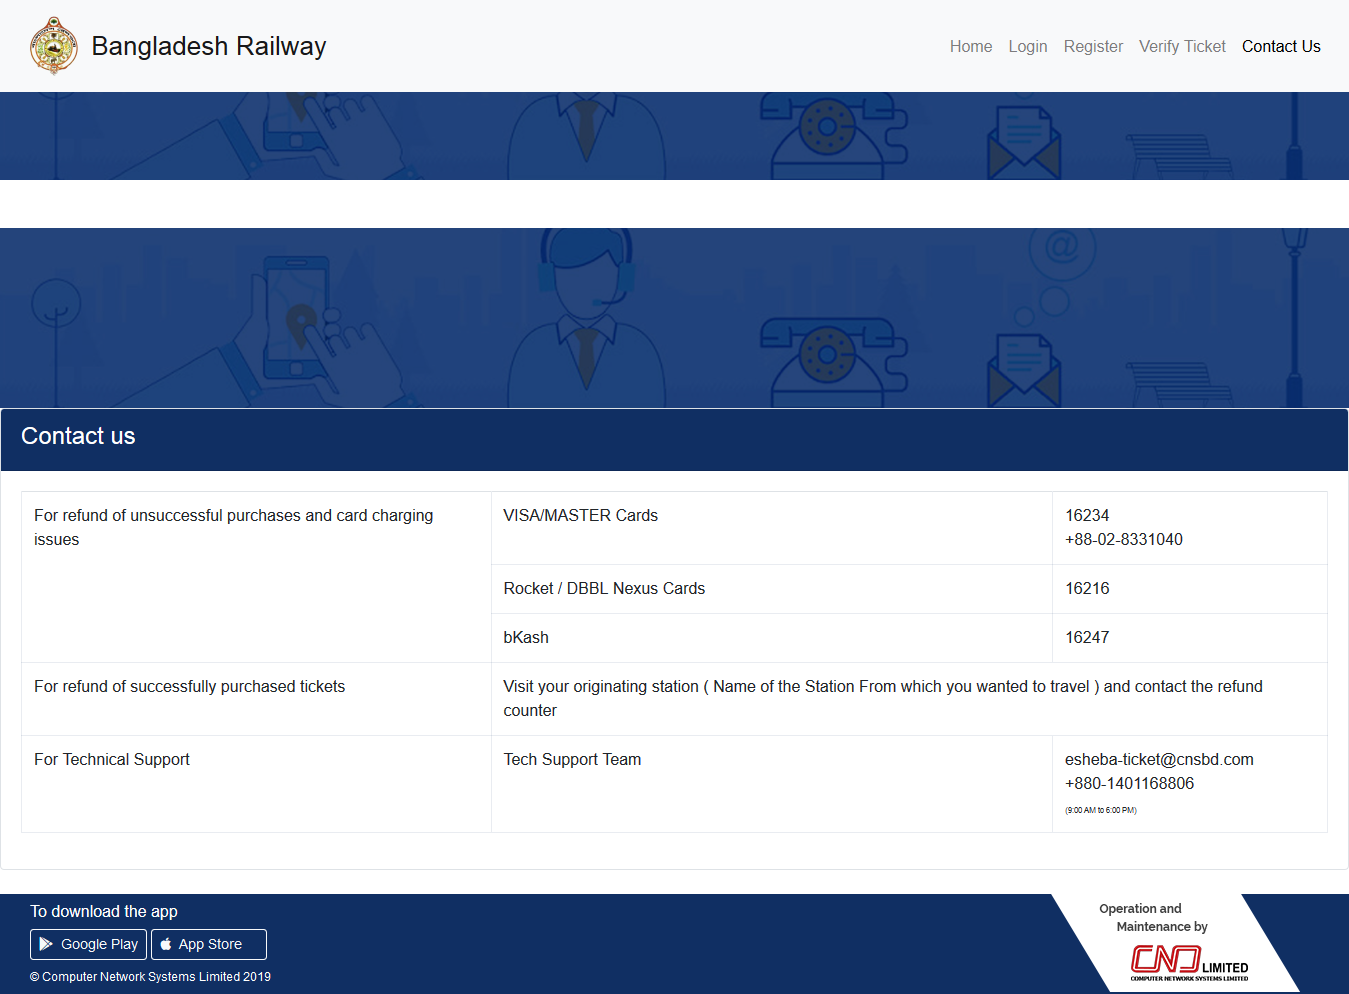 Bangladesh Railway
Home Login Register Verify Ticket Contact Us
@
Contact us
For refund of unsuccessful purchases and card charging
issues
VISA/MASTER Cards
16234
+88-02-8331040
Rocket / DBBL Nexus Cards
16216
bKash
16247
For refund of successfully purchased tickets
Visit your originating station ( Name of the Station From which you wanted to travel ) and contact the refund
counter
For Technical Support
Tech Support Team
esheba-ticket@cnsbd.com
+880-1401168806
(9:00 AM to 6:00 PM)
To download the app
Google Play
App Store
© Computer Network Systems Limited 2019
Operation and
Maintenance by
LIMITED
COMPUTER NETWORK SYSTEMS LIMITED